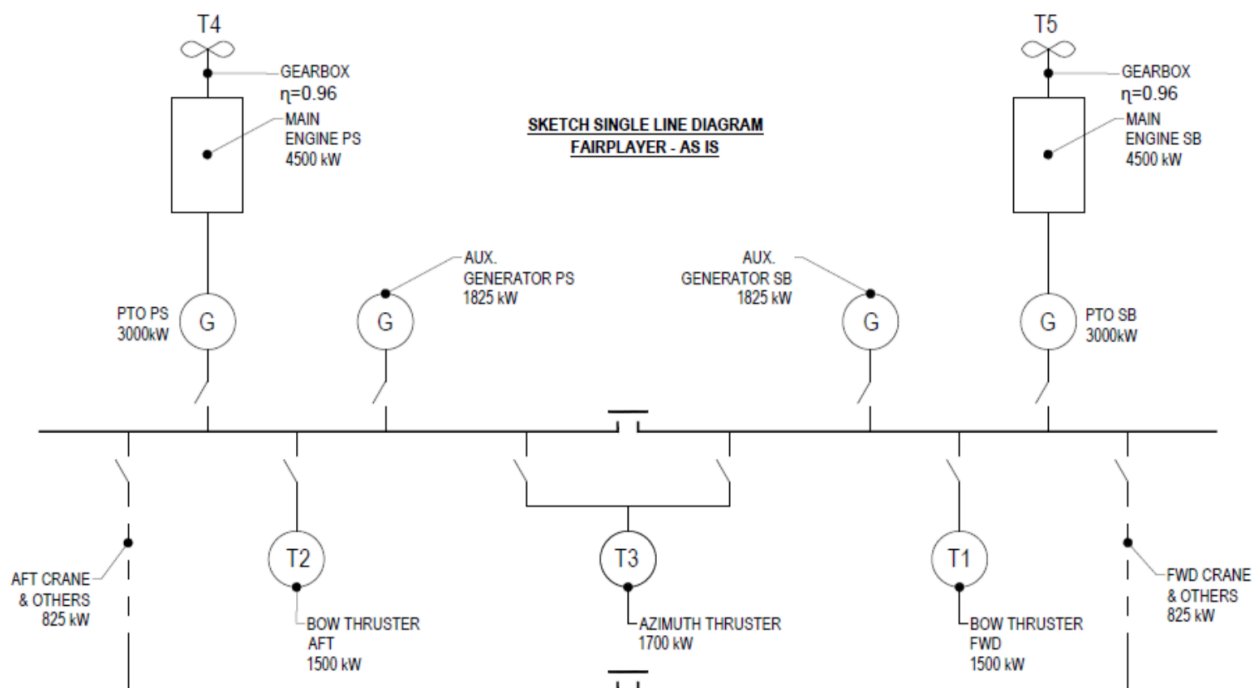 T4
T5
GEARBOX
η=0.96
MAIN
ENGINE PS
4500 kW
SKETCH SINGLE LINE DIAGRAM
FAIRPLAYER - AS IS
GEARBOX
η=0.96
MAIN
ENGINE SB
4500 kW
AUX.
GENERATOR PS
1825 kW
AUX.
GENERATOR SB
1825 kW
PTO PS
3000kW
G
G
G
G
PTO SB
3000kW
T2
T3
T1
AFT CRANE
& OTHERS
825 kW
BOW THRUSTER
AFT
1500 kW
AZIMUTH THRUSTER
1700 kW
BOW THRUSTER
FWD
1500 kW
FWD CRANE
& OTHERS
825 kW